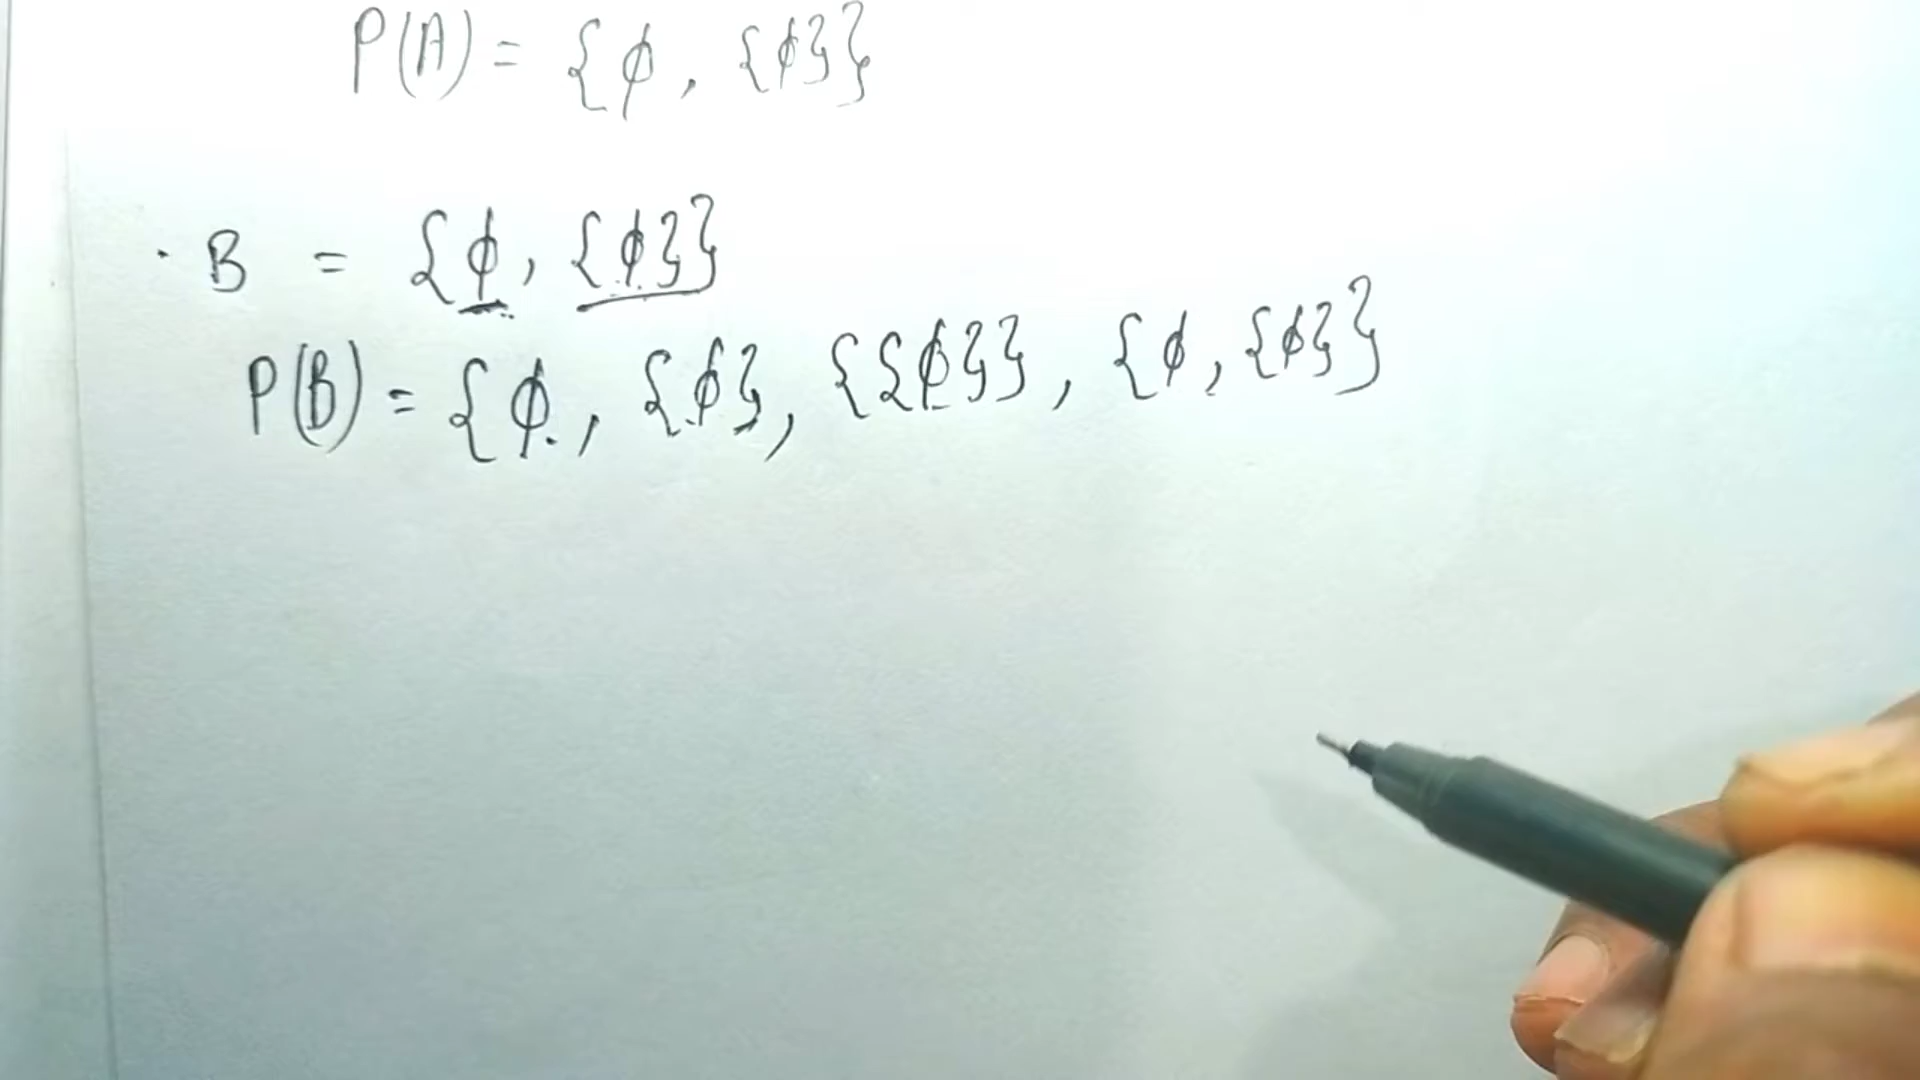 P(A) = {ϕ, {ϕ}}
· B = {ϕ, {ϕ}}
P(B) = {ϕ, {ϕ}, {{ϕ}}, {ϕ, {ϕ}}